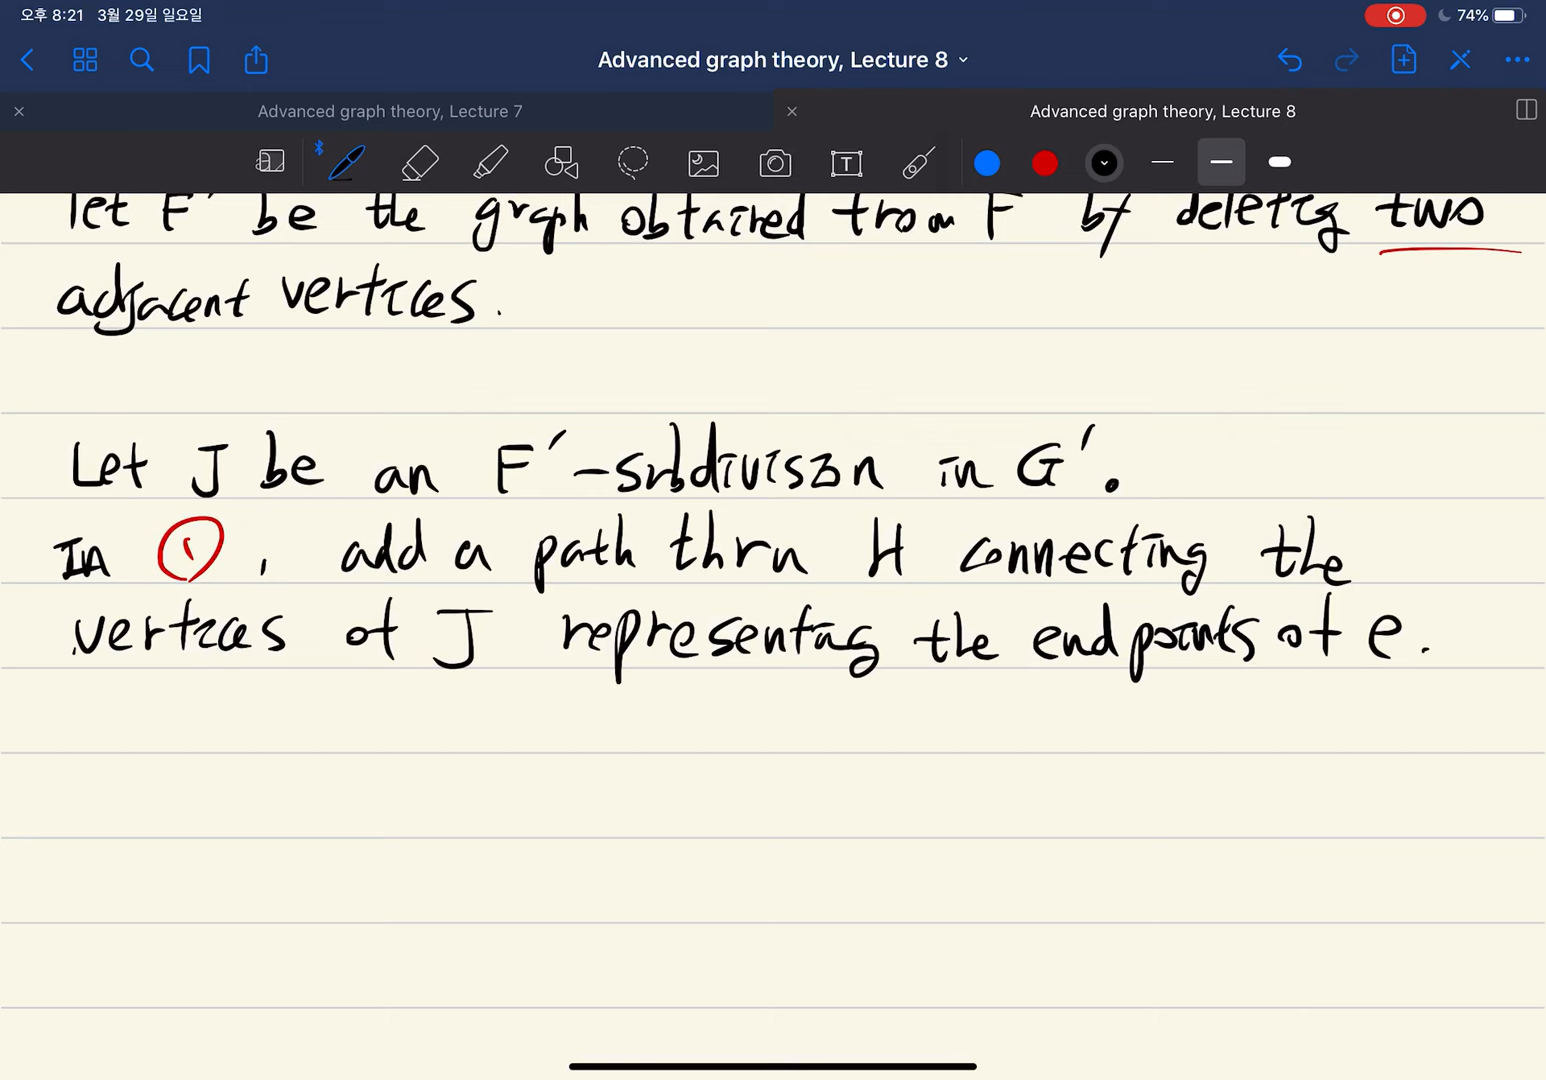 오후 8:21 3월 29일 일요일
74%
Advanced graph theory, Lecture 8
Advanced graph theory, Lecture 7
Advanced graph theory, Lecture 8
T
let F' be the graph obtained from F by deleting two
adjacent vertices.
Let J be an F'-subdivison in G'.
In ①, add a path thru H connecting the
vertices of J representing the endpoints of e.